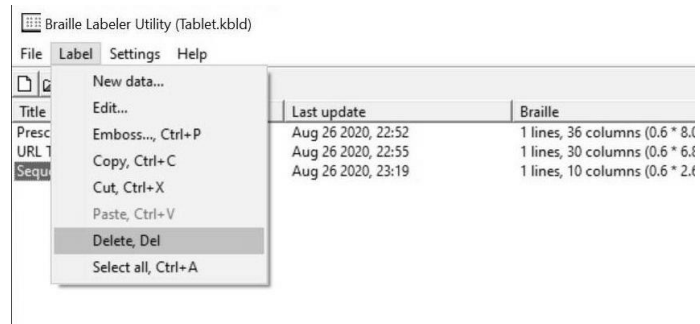 Braille Labeler Utility (Tablet.kbld)
File Label Settings Help
New data...
Edit...
Emboss..., Ctrl+P
Copy, Ctrl+C
Cut, Ctrl+X
Paste, Ctrl+V
Delete, Del
Select all, Ctrl+A
Title Last update Braille
Presc Aug 26 2020, 22:52 1 lines, 36 columns (0.6 * 8.0
URL T Aug 26 2020, 22:55 1 lines, 30 columns (0.6 * 6.8
Sequ Aug 26 2020, 23:19 1 lines, 10 columns (0.6 * 2.6